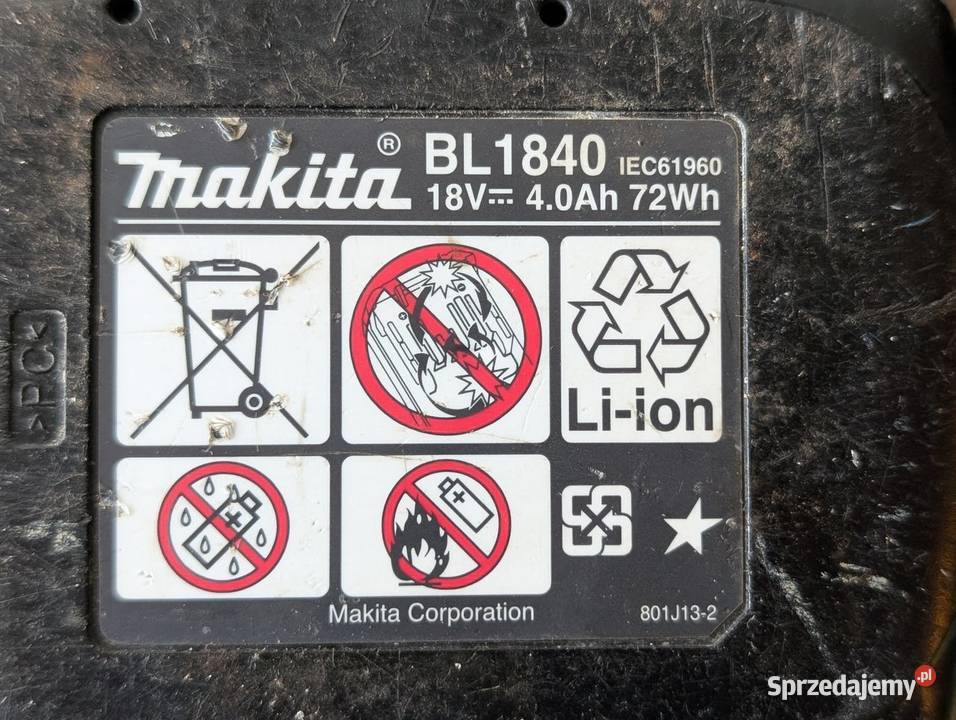 makita® BL1840 IEC61960
18V⎓ 4.0Ah 72Wh
>PC<
Li-ion
Makita Corporation 801J13-2
Sprzedajemy.pl